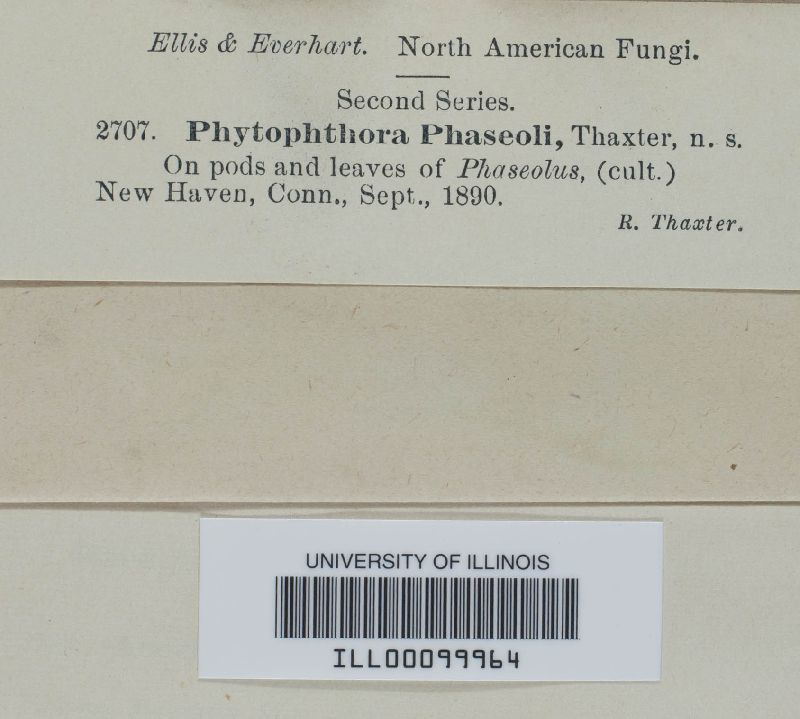 Ellis & Everhart. North American Fungi.
Second Series.
2707. Phytophthora Phaseoli, Thaxter, n. s.
On pods and leaves of Phaseolus, (cult.)
New Haven, Conn., Sept., 1890.
R. Thaxter.
UNIVERSITY OF ILLINOIS
ILL00099964